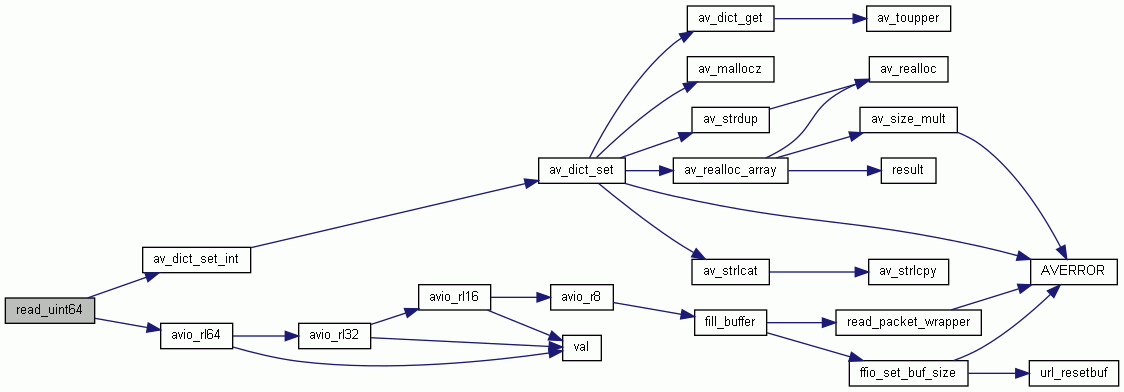 av_dict_get
av_toupper
av_mallocz
av_realloc
av_strdup
av_size_mult
av_dict_set
av_realloc_array
result
av_dict_set_int
av_strlcat
av_strlcpy
AVERROR
read_uint64
avio_rl16
avio_r8
avio_rl64
avio_rl32
val
fill_buffer
read_packet_wrapper
ffio_set_buf_size
url_resetbuf